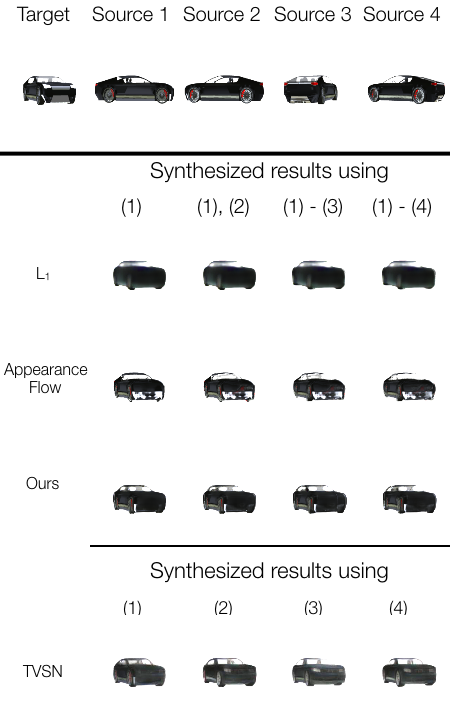 Target Source 1 Source 2 Source 3 Source 4
Synthesized results using
(1) (1), (2) (1) - (3) (1) - (4)
L₁
Appearance
Flow
Ours
Synthesized results using
(1) (2) (3) (4)
TVSN